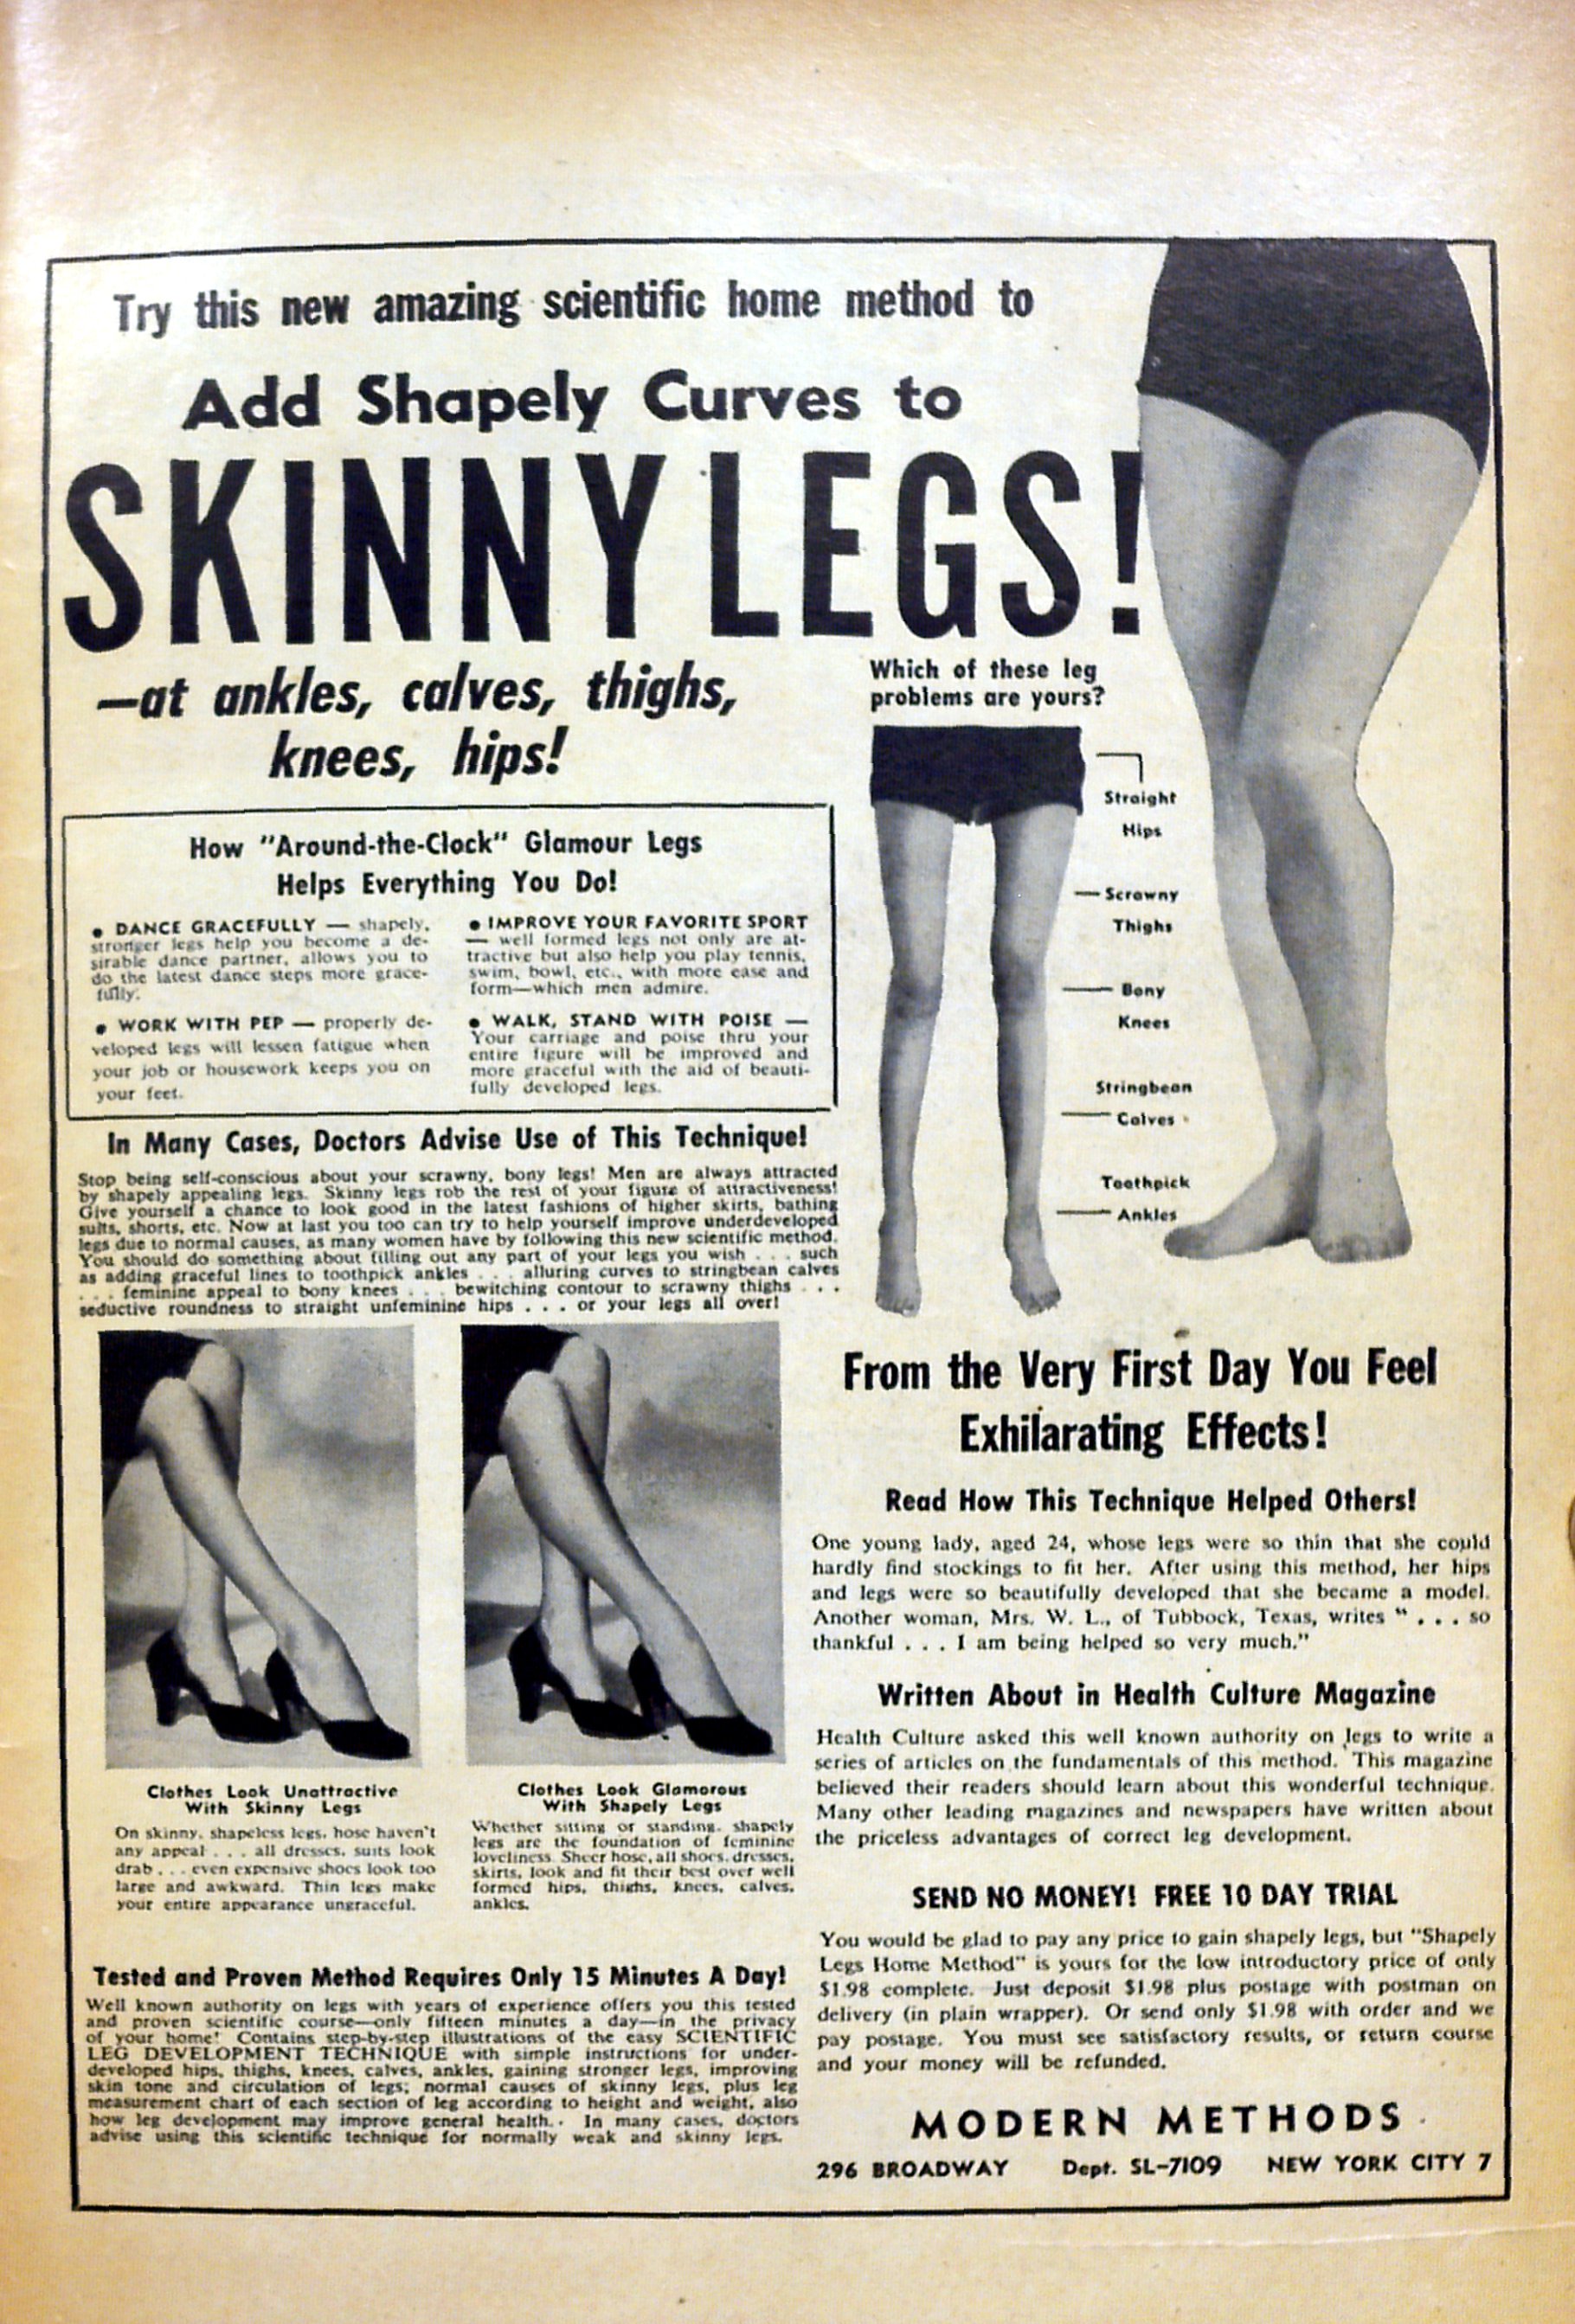 Try this new amazing scientific home method to
Add Shapely Curves to
SKINNY LEGS!
—at ankles, calves, thighs,
knees, hips!
How "Around-the-Clock" Glamour Legs
Helps Everything You Do!
• DANCE GRACEFULLY — shapely,
stronger legs help you become a de-
sirable dance partner, allows you to
do the latest dance steps more grace-
fully.
• WORK WITH PEP — properly de-
veloped legs will lessen fatigue when
your job or housework keeps you on
your feet.
• IMPROVE YOUR FAVORITE SPORT
— well formed legs not only are at-
tractive but also help you play tennis,
swim, bowl, etc., with more ease and
form—which men admire.
• WALK, STAND WITH POISE —
Your carriage and poise thru your
entire figure will be improved and
more graceful with the aid of beauti-
fully developed legs.
Which of these leg
problems are yours?
Straight
Hips
Scrawny
Thighs
Bony
Knees
Stringbean
Calves
Toothpick
Ankles
In Many Cases, Doctors Advise Use of This Technique!
Stop being self-conscious about your scrawny, bony legs! Men are always attracted
by shapely appealing legs. Skinny legs rob the rest of your figure of attractiveness!
Give yourself a chance to look good in the latest fashions of higher skirts, bathing
suits, shorts, etc. Now at last you too can try to help yourself improve underdeveloped
legs due to normal causes, as many women have by following this new scientific method.
You should do something about filling out any part of your legs you wish . . . such
as adding graceful lines to toothpick ankles . . . alluring curves to stringbean calves
. . . feminine appeal to bony knees . . . bewitching contour to scrawny thighs . . .
seductive roundness to straight unfeminine hips . . . or your legs all over!
Clothes Look Unattractive
With Skinny Legs
On skinny, shapeless legs, hose haven't
any appeal . . . all dresses, suits look
drab . . . even expensive shoes look too
large and awkward. Thin legs make
your entire appearance ungraceful.
Clothes Look Glamorous
With Shapely Legs
Whether sitting or standing, shapely
legs are the foundation of feminine
loveliness. Sheer hose, all shoes, dresses,
skirts, look and fit their best over well
formed hips, thighs, knees, calves,
ankles.
Tested and Proven Method Requires Only 15 Minutes A Day!
Well known authority on legs with years of experience offers you this tested
and proven scientific course—only fifteen minutes a day—in the privacy
of your home! Contains step-by-step illustrations of the easy SCIENTIFIC
LEG DEVELOPMENT TECHNIQUE with simple instructions for under-
developed hips, thighs, knees, calves, ankles, gaining stronger legs, improving
skin tone and circulation of legs; normal causes of skinny legs, plus leg
measurement chart of each section of leg according to height and weight, also
how leg development may improve general health. In many cases, doctors
advise using this scientific technique for normally weak and skinny legs.
From the Very First Day You Feel
Exhilarating Effects!
Read How This Technique Helped Others!
One young lady, aged 24, whose legs were so thin that she could
hardly find stockings to fit her. After using this method, her hips
and legs were so beautifully developed that she became a model.
Another woman, Mrs. W. L., of Tubbock, Texas, writes " . . . so
thankful . . . I am being helped so very much."
Written About in Health Culture Magazine
Health Culture asked this well known authority on legs to write a
series of articles on the fundamentals of this method. This magazine
believed their readers should learn about this wonderful technique.
Many other leading magazines and newspapers have written about
the priceless advantages of correct leg development.
SEND NO MONEY! FREE 10 DAY TRIAL
You would be glad to pay any price to gain shapely legs, but "Shapely
Legs Home Method" is yours for the low introductory price of only
$1.98 complete. Just deposit $1.98 plus postage with postman on
delivery (in plain wrapper). Or send only $1.98 with order and we
pay postage. You must see satisfactory results, or return course
and your money will be refunded.
MODERN METHODS
296 BROADWAY Dept. SL-7109 NEW YORK CITY 7